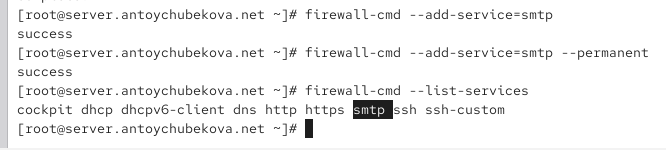 [root@server.antoychubekova.net ~]# firewall-cmd --add-service=smtp
success
[root@server.antoychubekova.net ~]# firewall-cmd --add-service=smtp --permanent
success
[root@server.antoychubekova.net ~]# firewall-cmd --list-services
cockpit dhcp dhcpv6-client dns http https smtp ssh ssh-custom
[root@server.antoychubekova.net ~]#